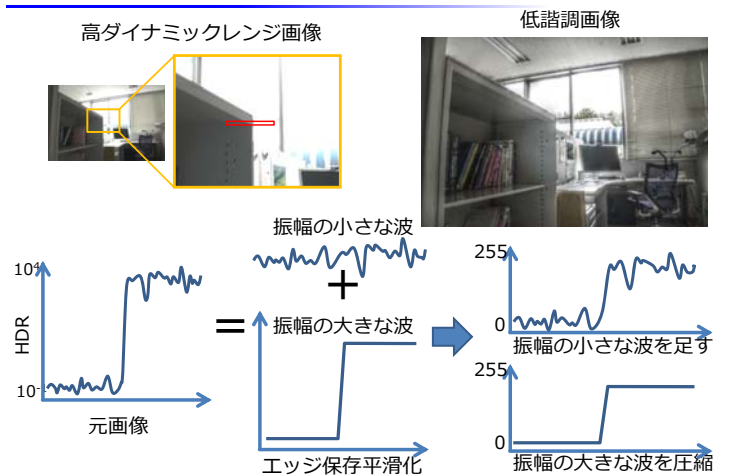 高ダイナミックレンジ画像
低諧調画像
振幅の小さな波
10⁴
HDR
10⁻
元画像
=
+
振幅の大きな波
エッジ保存平滑化
255
0
振幅の小さな波を足す
255
0
振幅の大きな波を圧縮